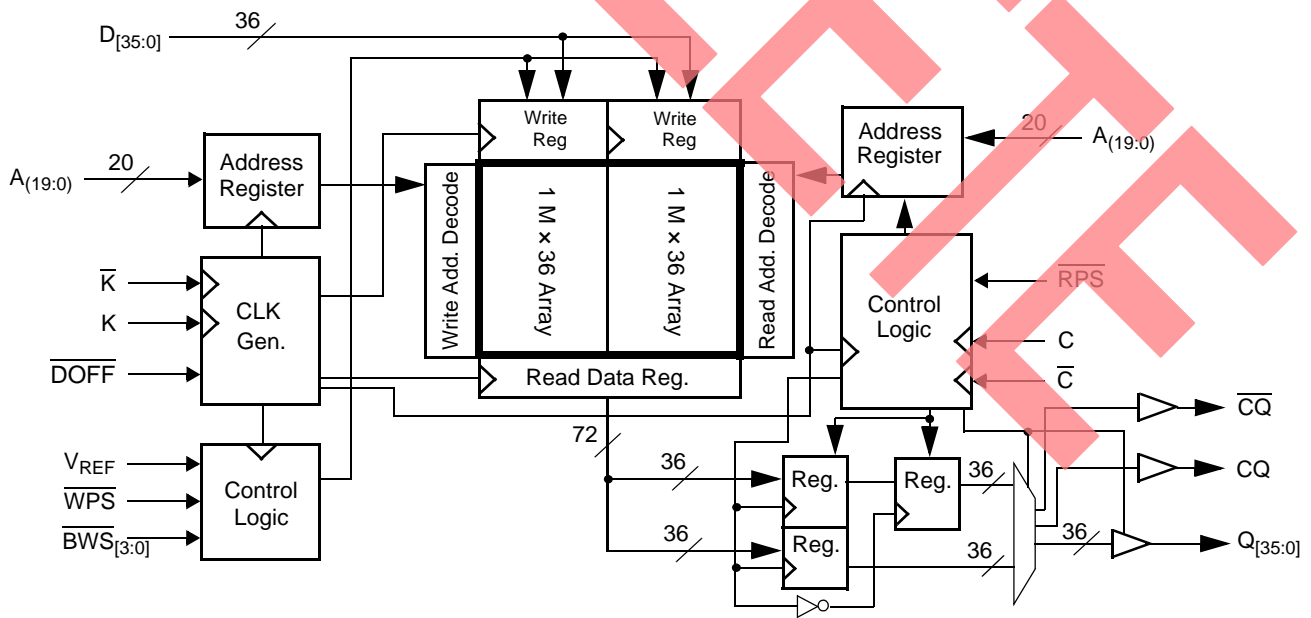 D[35:0]
36
A(19:0)
20
Address
Register
K
K
DOFF
CLK
Gen.
VREF
WPS
BWS[3:0]
Control
Logic
Write
Reg
Write
Reg
Write Add. Decode
1 M × 36 Array
1 M × 36 Array
Read Add. Decode
Read Data Reg.
72
Address
Register
20
A(19:0)
Control
Logic
RPS
C
C
CQ
CQ
36
Reg.
Reg.
36
36
Reg.
36
36
Q[35:0]